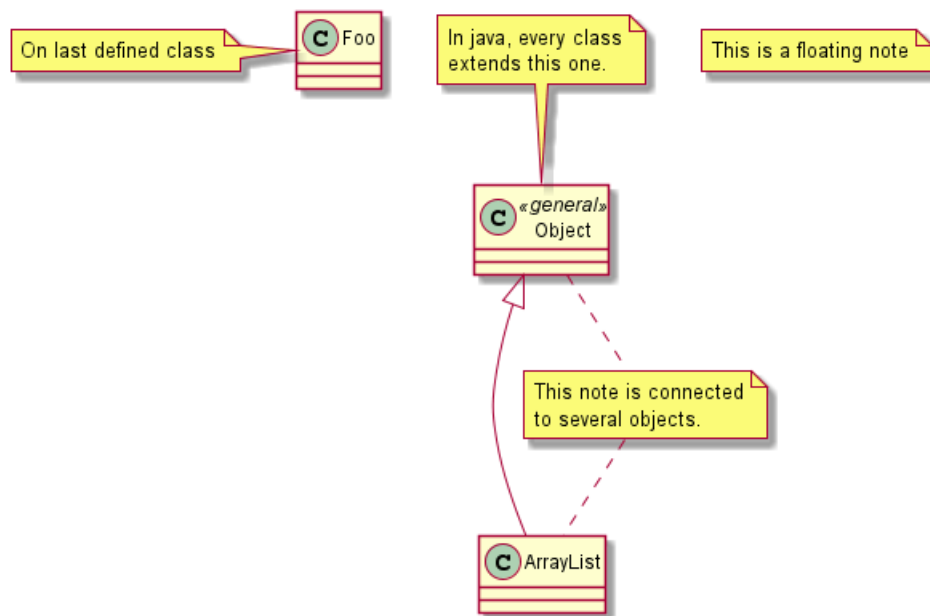 On last defined class
C Foo
In java, every class
extends this one.
This is a floating note
C «general»
Object
This note is connected
to several objects.
C ArrayList